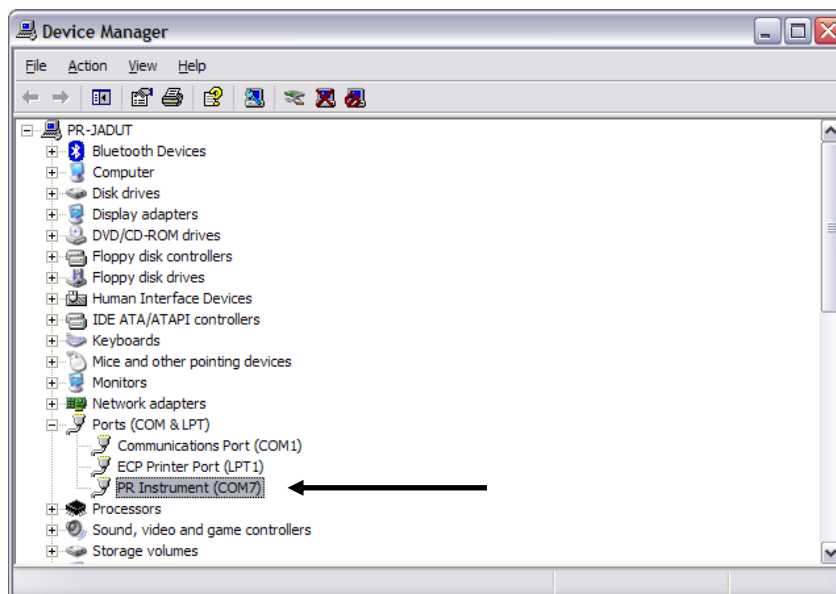 Device Manager
File Action View Help
PR-JADUT
Bluetooth Devices
Computer
Disk drives
Display adapters
DVD/CD-ROM drives
Floppy disk controllers
Floppy disk drives
Human Interface Devices
IDE ATA/ATAPI controllers
Keyboards
Mice and other pointing devices
Monitors
Network adapters
Ports (COM & LPT)
Communications Port (COM1)
ECP Printer Port (LPT1)
PR Instrument (COM7)
Processors
Sound, video and game controllers
Storage volumes